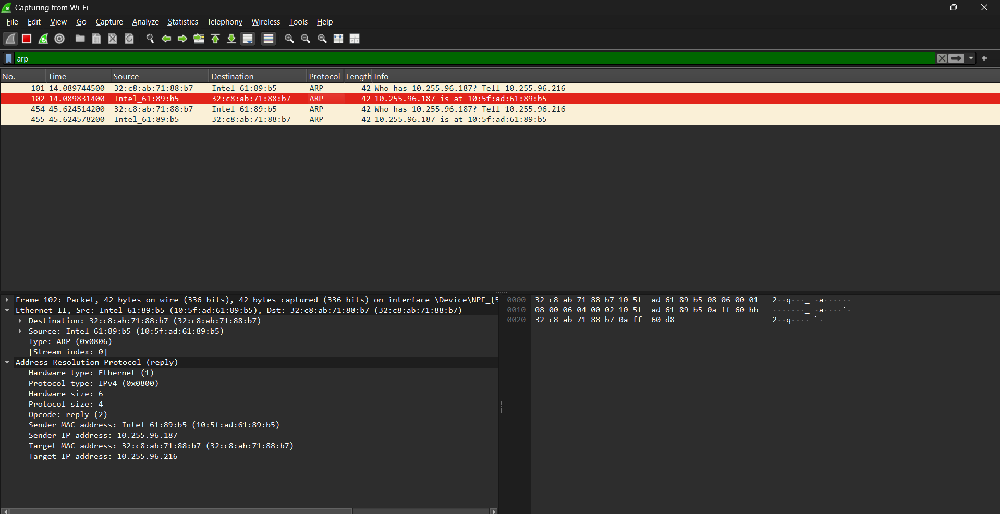 Capturing from Wi-Fi
File Edit View Go Capture Analyze Statistics Telephony Wireless Tools Help
arp
No. Time Source Destination Protocol Length Info
101 14.089744500 32:c8:ab:71:88:b7 Intel_61:89:b5 ARP 42 Who has 10.255.96.187? Tell 10.255.96.216
102 14.089831400 Intel_61:89:b5 32:c8:ab:71:88:b7 ARP 42 10.255.96.187 is at 10:5f:ad:61:89:b5
454 45.624514200 32:c8:ab:71:88:b7 Intel_61:89:b5 ARP 42 Who has 10.255.96.187? Tell 10.255.96.216
455 45.624578200 Intel_61:89:b5 32:c8:ab:71:88:b7 ARP 42 10.255.96.187 is at 10:5f:ad:61:89:b5
Frame 102: Packet, 42 bytes on wire (336 bits), 42 bytes captured (336 bits) on interface \Device\NPF_{5
Ethernet II, Src: Intel_61:89:b5 (10:5f:ad:61:89:b5), Dst: 32:c8:ab:71:88:b7 (32:c8:ab:71:88:b7)
Destination: 32:c8:ab:71:88:b7 (32:c8:ab:71:88:b7)
Source: Intel_61:89:b5 (10:5f:ad:61:89:b5)
Type: ARP (0x0806)
[Stream index: 0]
Address Resolution Protocol (reply)
Hardware type: Ethernet (1)
Protocol type: IPv4 (0x0800)
Hardware size: 6
Protocol size: 4
Opcode: reply (2)
Sender MAC address: Intel_61:89:b5 (10:5f:ad:61:89:b5)
Sender IP address: 10.255.96.187
Target MAC address: 32:c8:ab:71:88:b7 (32:c8:ab:71:88:b7)
Target IP address: 10.255.96.216
0000 32 c8 ab 71 88 b7 10 5f ad 61 89 b5 08 06 00 01 2··q···_ ·a······
0010 08 00 06 04 00 02 10 5f ad 61 89 b5 0a ff 60 bb ·······_ ·a····`·
0020 32 c8 ab 71 88 b7 0a ff 60 d8 2··q···· `·